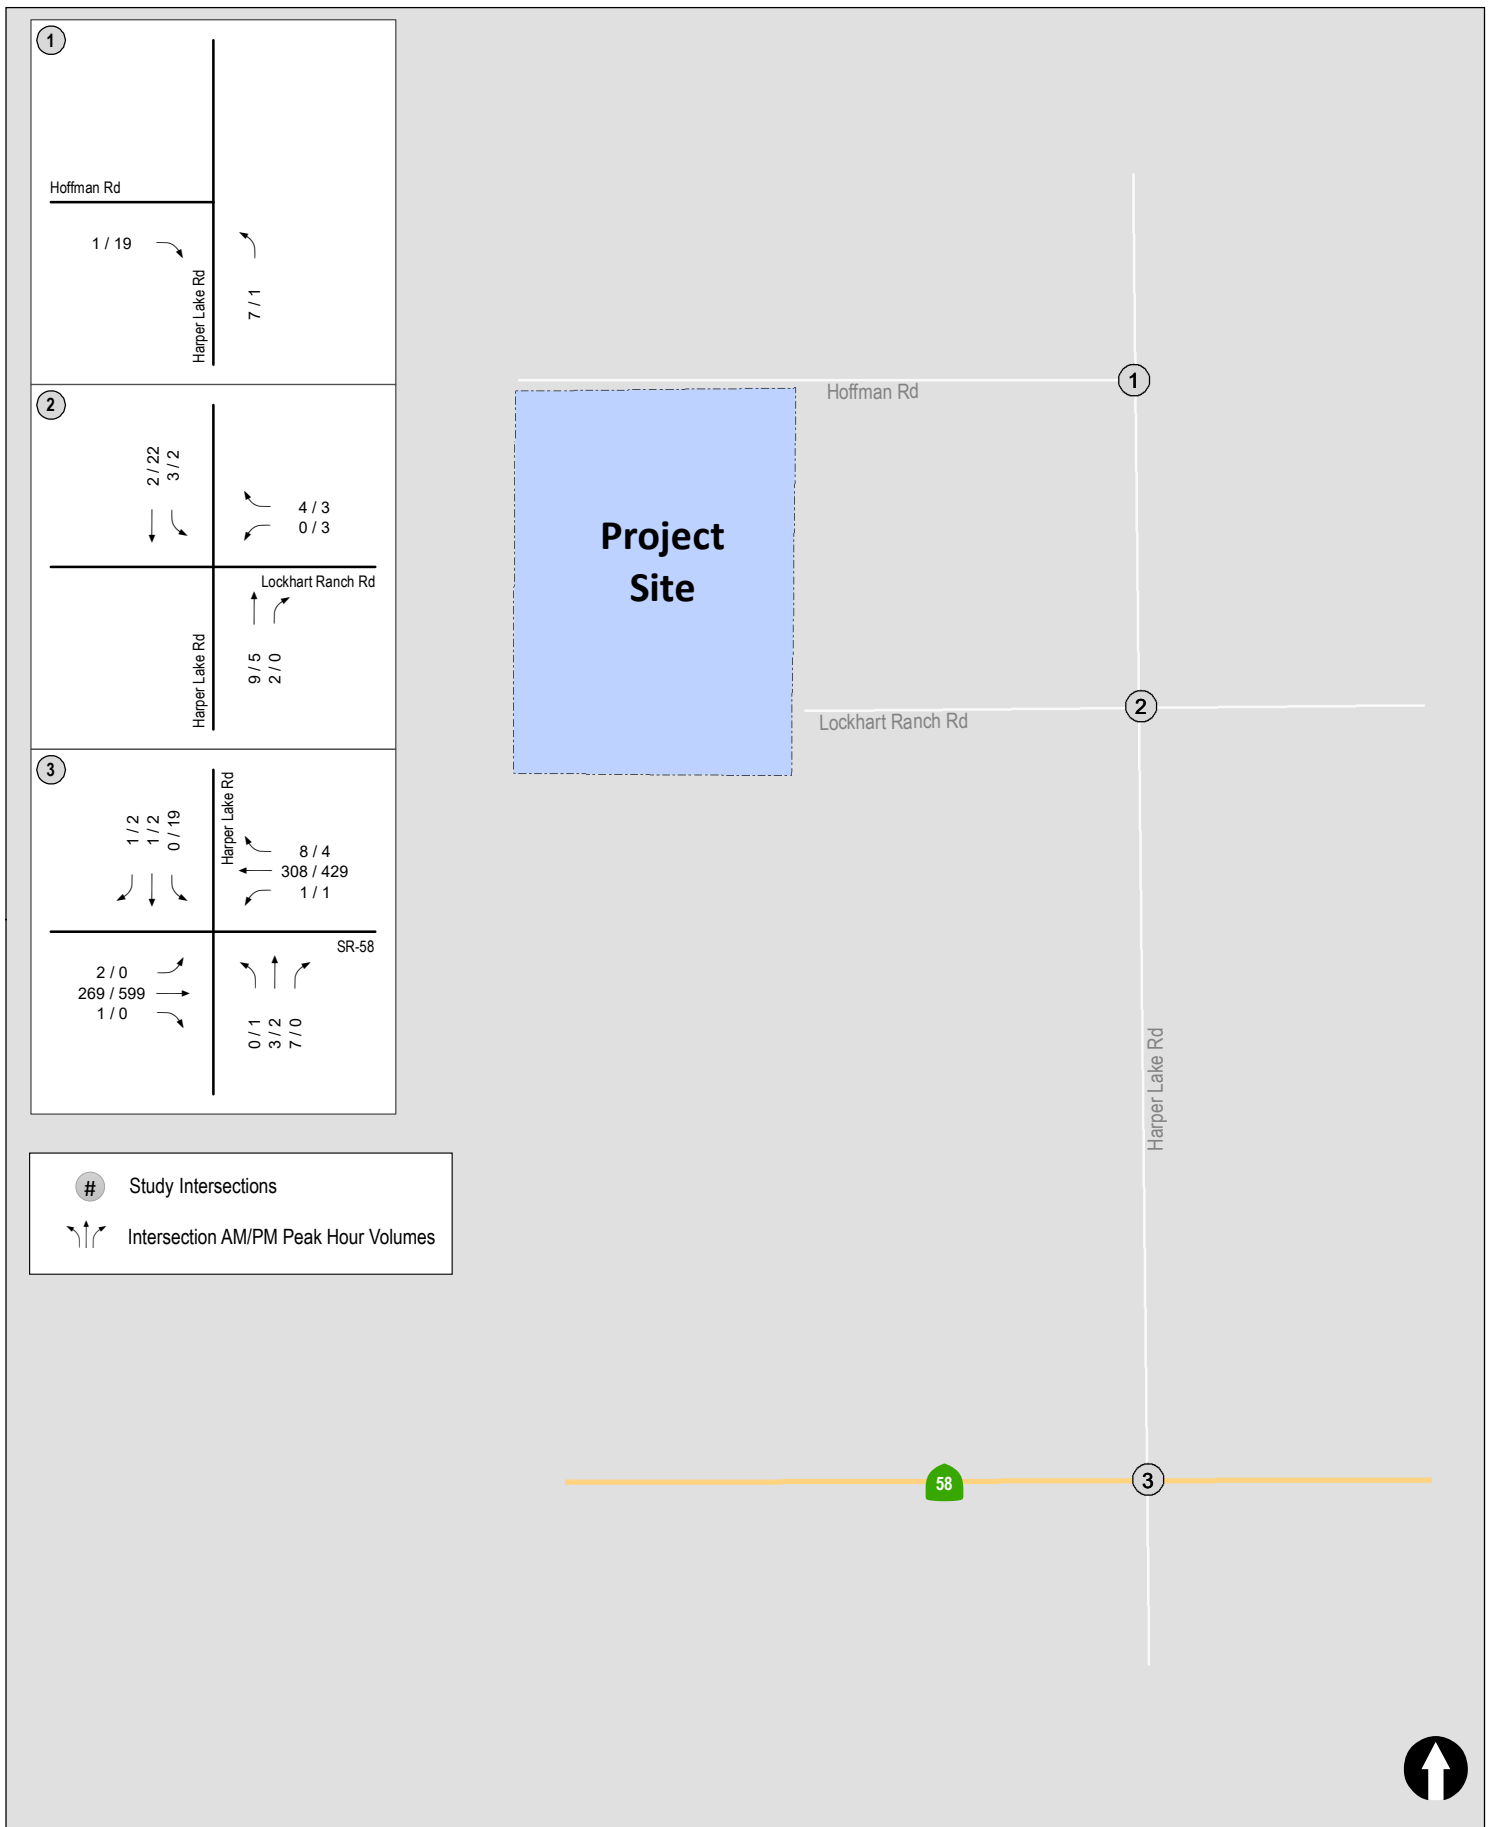 1
Hoffman Rd
1 / 19
Harper Lake Rd
7 / 1
2
2 / 22
3 / 2
4 / 3
0 / 3
Lockhart Ranch Rd
Harper Lake Rd
9 / 5
2 / 0
3
1 / 2
1 / 2
0 / 19
Harper Lake Rd
8 / 4
308 / 429
1 / 1
SR-58
2 / 0
269 / 599
1 / 0
0 / 1
3 / 2
7 / 0
# Study Intersections
Intersection AM/PM Peak Hour Volumes
1
Hoffman Rd
Project
Site
2
Lockhart Ranch Rd
Harper Lake Rd
58
3